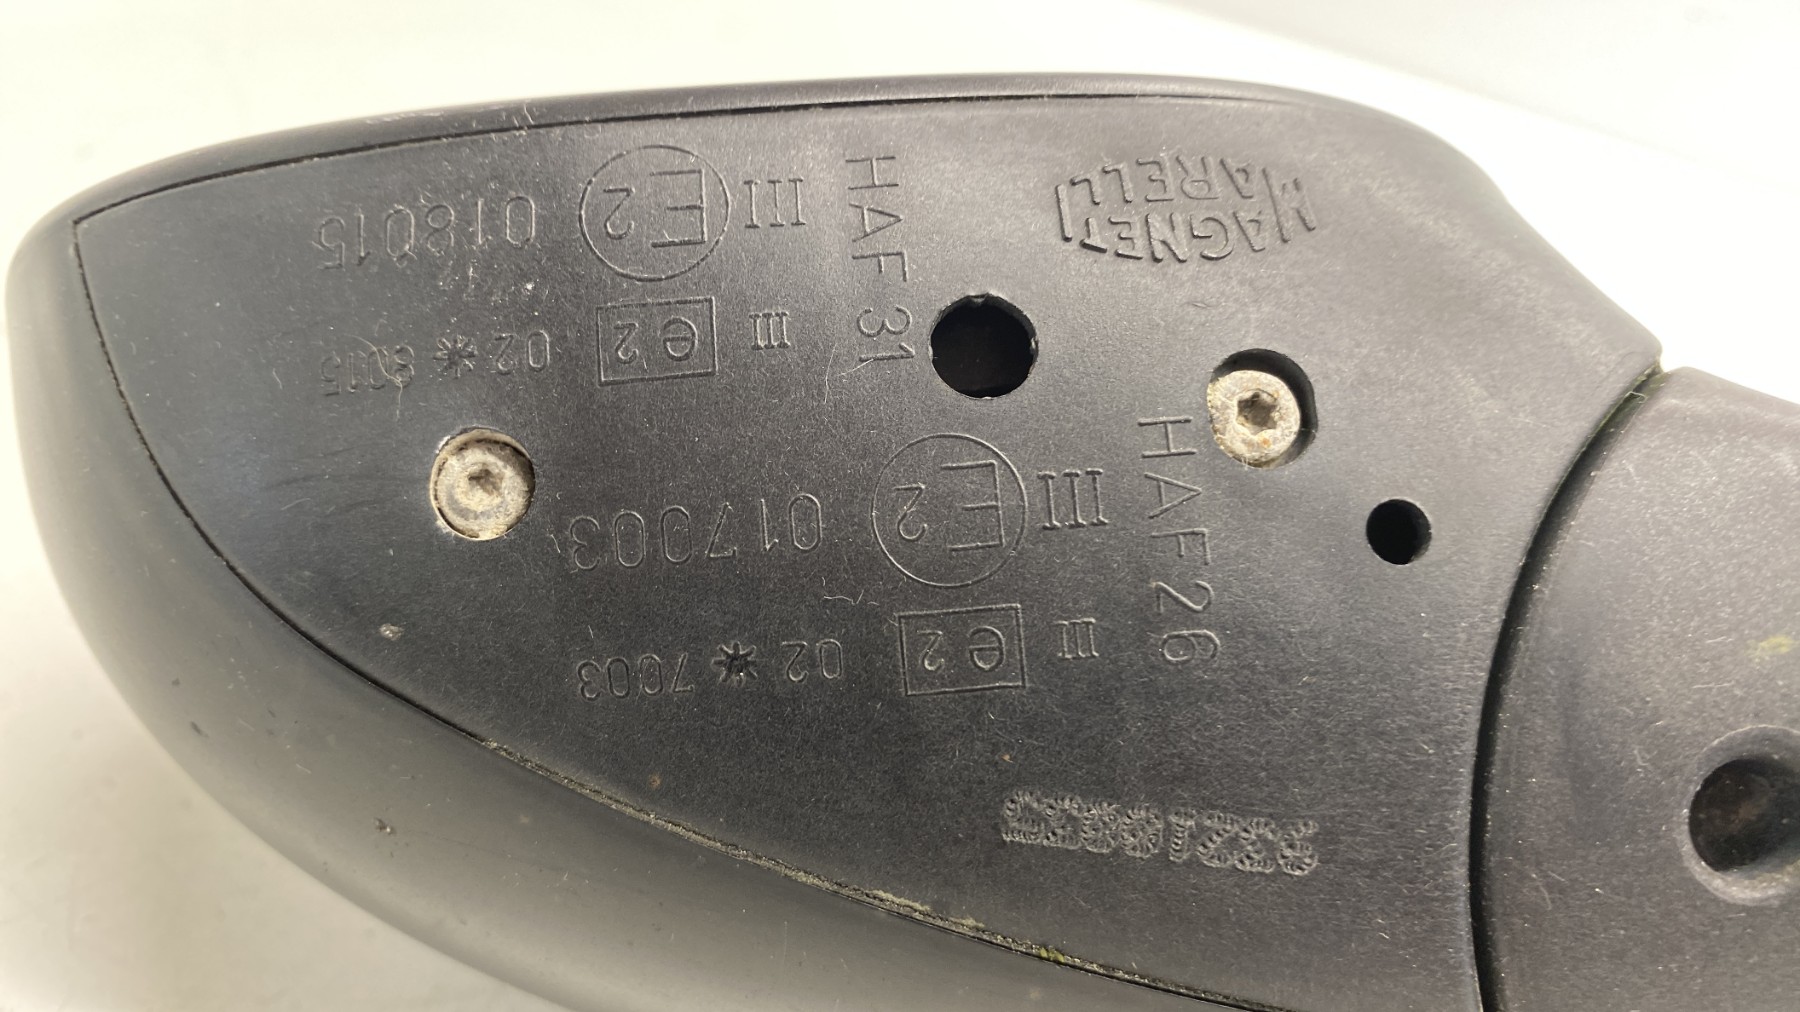 HAF 26
III e2 02*7003
III E2 017003
HAF 31
III e2 02*8015
III E2 018015
MAGNETI
MARELLI